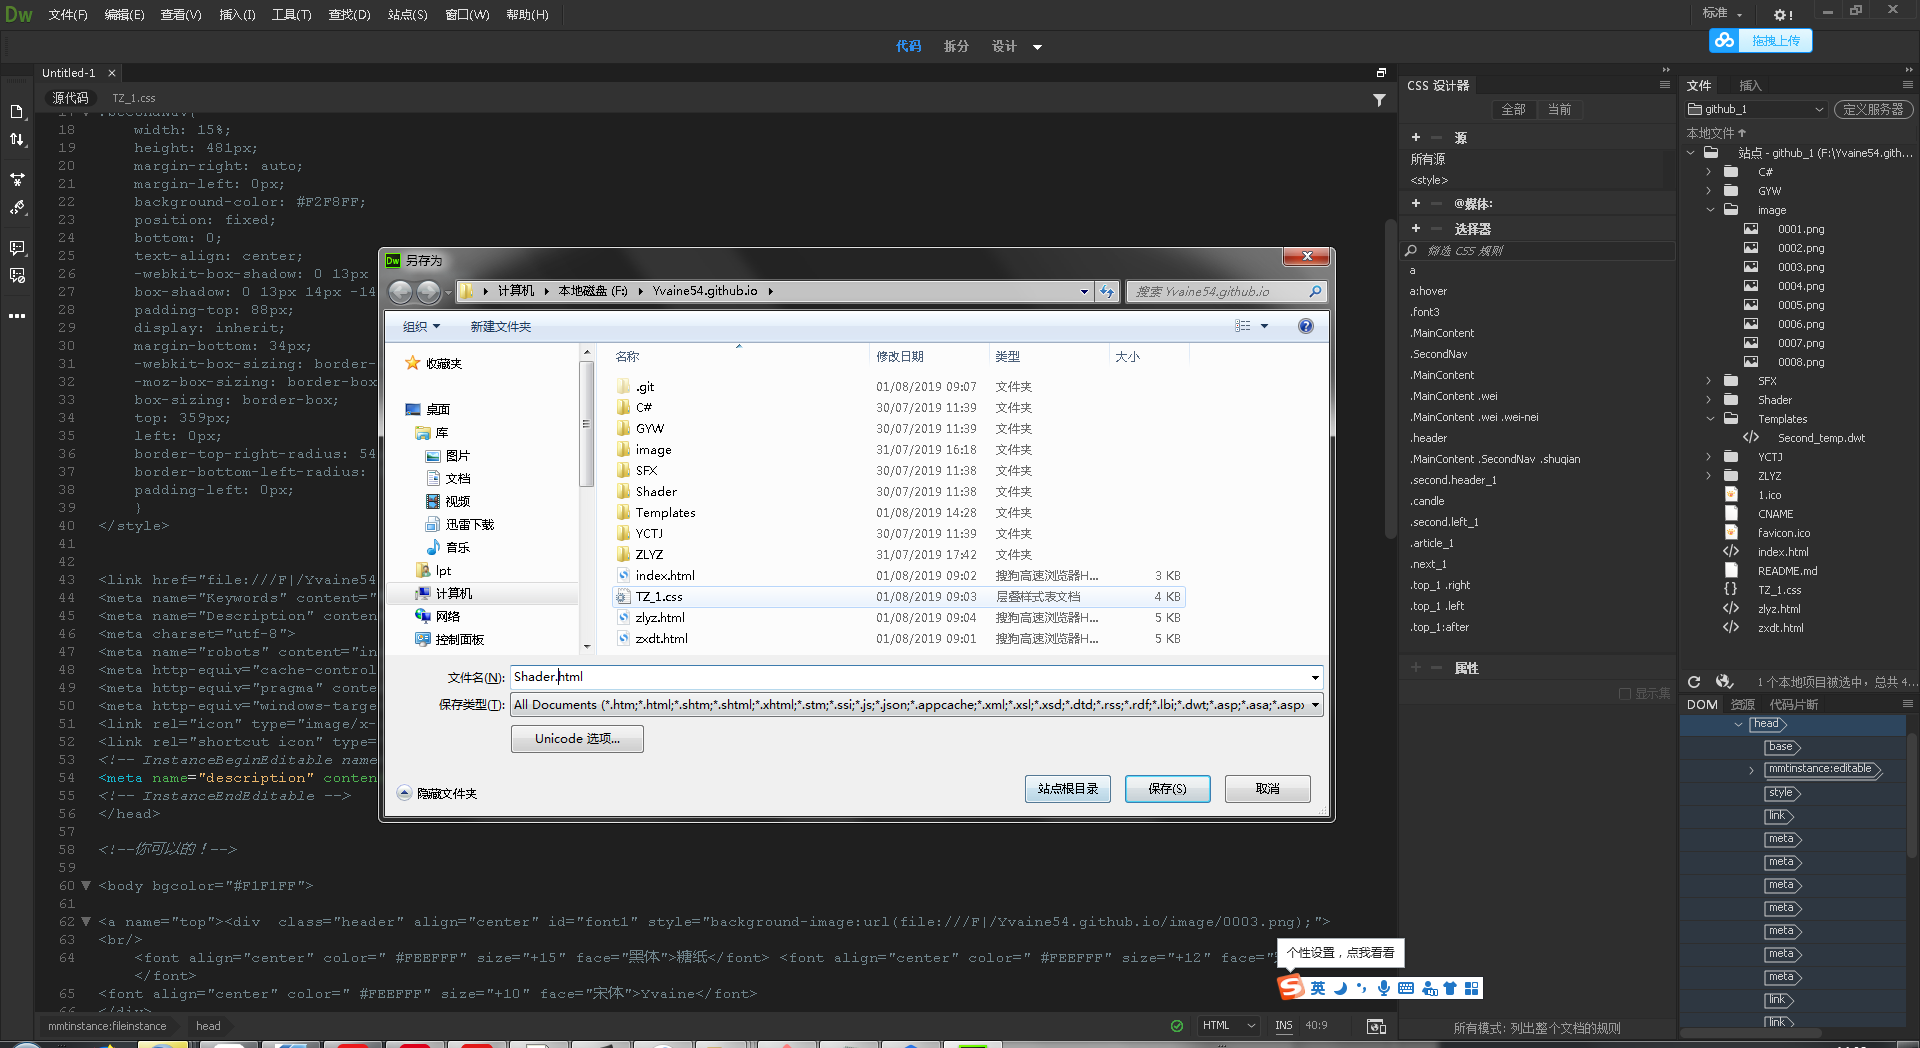 Dw 文件(F) 编辑(E) 查看(V) 插入(I) 工具(T) 查找(D) 站点(S) 窗口(W) 帮助(H) 标准
代码 拆分 设计
拖拽上传
Untitled-1 ×
源代码 TZ_1.css
18 width: 15%;
19 height: 481px;
20 margin-right: auto;
21 margin-left: 0px;
22 background-color: #F2F8FF;
23 position: fixed;
24 bottom: 0;
25 text-align: center;
26 -webkit-box-shadow: 0 13px
27 box-shadow: 0 13px 14px -14
28 padding-top: 88px;
29 display: inherit;
30 margin-bottom: 34px;
31 -webkit-box-sizing: border-
32 -moz-box-sizing: border-box
33 box-sizing: border-box;
34 top: 359px;
35 left: 0px;
36 border-top-right-radius: 54
37 border-bottom-left-radius:
38 padding-left: 0px;
39 }
40 </style>
41
42
43 <link href="file:///F|/Yvaine54
44 <meta name="Keywords" content="
45 <meta name="Description" conten
46 <meta charset="utf-8">
47 <meta name="robots" content="in
48 <meta http-equiv="cache-control
49 <meta http-equiv="pragma" conte
50 <meta http-equiv="windows-targe
51 <link rel="icon" type="image/x-
52 <link rel="shortcut icon" type=
53 <!-- InstanceBeginEditable name
54 <meta name="description" conten
55 <!-- InstanceEndEditable -->
56 </head>
57
58 <!--你可以的！-->
59
60 <body bgcolor="#F1F1FF">
61
62 <a name="top"><div  class="header" align="center" id="font1" style="background-image:url(file:///F|/Yvaine54.github.io/image/0003.png);">
63 <br/>
64 <font align="center" color=" #FEEFFF" size="+15" face="黑体">糖纸</font> <font align="center" color=" #FEEFFF" size="+12" face="
</font>
65 <font align="center" color=" #FEEFFF" size="+10" face="宋体">Yvaine</font>
66 </div>
mmtinstance:fileinstance head
HTML INS 40:9
Dw 另存为
计算机 本地磁盘 (F:) Yvaine54.github.io
搜索 Yvaine54.github.io
组织 新建文件夹
收藏夹
桌面
库
图片
文档
视频
迅雷下载
音乐
lpt
计算机
网络
控制面板
名称 修改日期 类型 大小
.git 01/08/2019 09:07 文件夹
C# 30/07/2019 11:39 文件夹
GYW 30/07/2019 11:39 文件夹
image 31/07/2019 16:18 文件夹
SFX 30/07/2019 11:38 文件夹
Shader 30/07/2019 11:38 文件夹
Templates 01/08/2019 14:28 文件夹
YCTJ 30/07/2019 11:39 文件夹
ZLYZ 31/07/2019 17:42 文件夹
index.html 01/08/2019 09:02 搜狗高速浏览器H... 3 KB
TZ_1.css 01/08/2019 09:03 层叠样式表文档 4 KB
zlyz.html 01/08/2019 09:04 搜狗高速浏览器H... 5 KB
zxdt.html 01/08/2019 09:01 搜狗高速浏览器H... 5 KB
文件名(N): Shader.html
保存类型(T): All Documents (*.htm;*.html;*.shtm;*.shtml;*.xhtml;*.stm;*.ssi;*.js;*.json;*.appcache;*.xml;*.xsl;*.xsd;*.dtd;*.rss;*.rdf;*.lbi;*.dwt;*.asp;*.asa;*.asp
Unicode 选项...
隐藏文件夹
站点根目录 保存(S) 取消
个性设置，点我看看
S 英
CSS 设计器
全部 当前
源
所有源
<style>
@媒体:
选择器
筛选 CSS 规则
a
a:hover
.font3
.MainContent
.SecondNav
.MainContent
.MainContent .wei
.MainContent .wei .wei-nei
.header
.MainContent .SecondNav .shuqian
.second.header_1
.candle
.second.left_1
.article_1
.next_1
.top_1 .right
.top_1 .left
.top_1:after
属性
显示集
所有模式: 列出整个文档的规则
文件 插入
github_1 定义服务器
本地文件
站点 - github_1 (F:\Yvaine54.gith...
C#
GYW
image
0001.png
0002.png
0003.png
0004.png
0005.png
0006.png
0007.png
0008.png
SFX
Shader
Templates
Second_temp.dwt
YCTJ
ZLYZ
1.ico
CNAME
favicon.ico
index.html
README.md
TZ_1.css
zlyz.html
zxdt.html
1 个本地项目被选中，总共 4...
DOM 资源 代码片断
head
base
mmtinstance:editable
style
link
meta
meta
meta
meta
meta
meta
meta
link
link